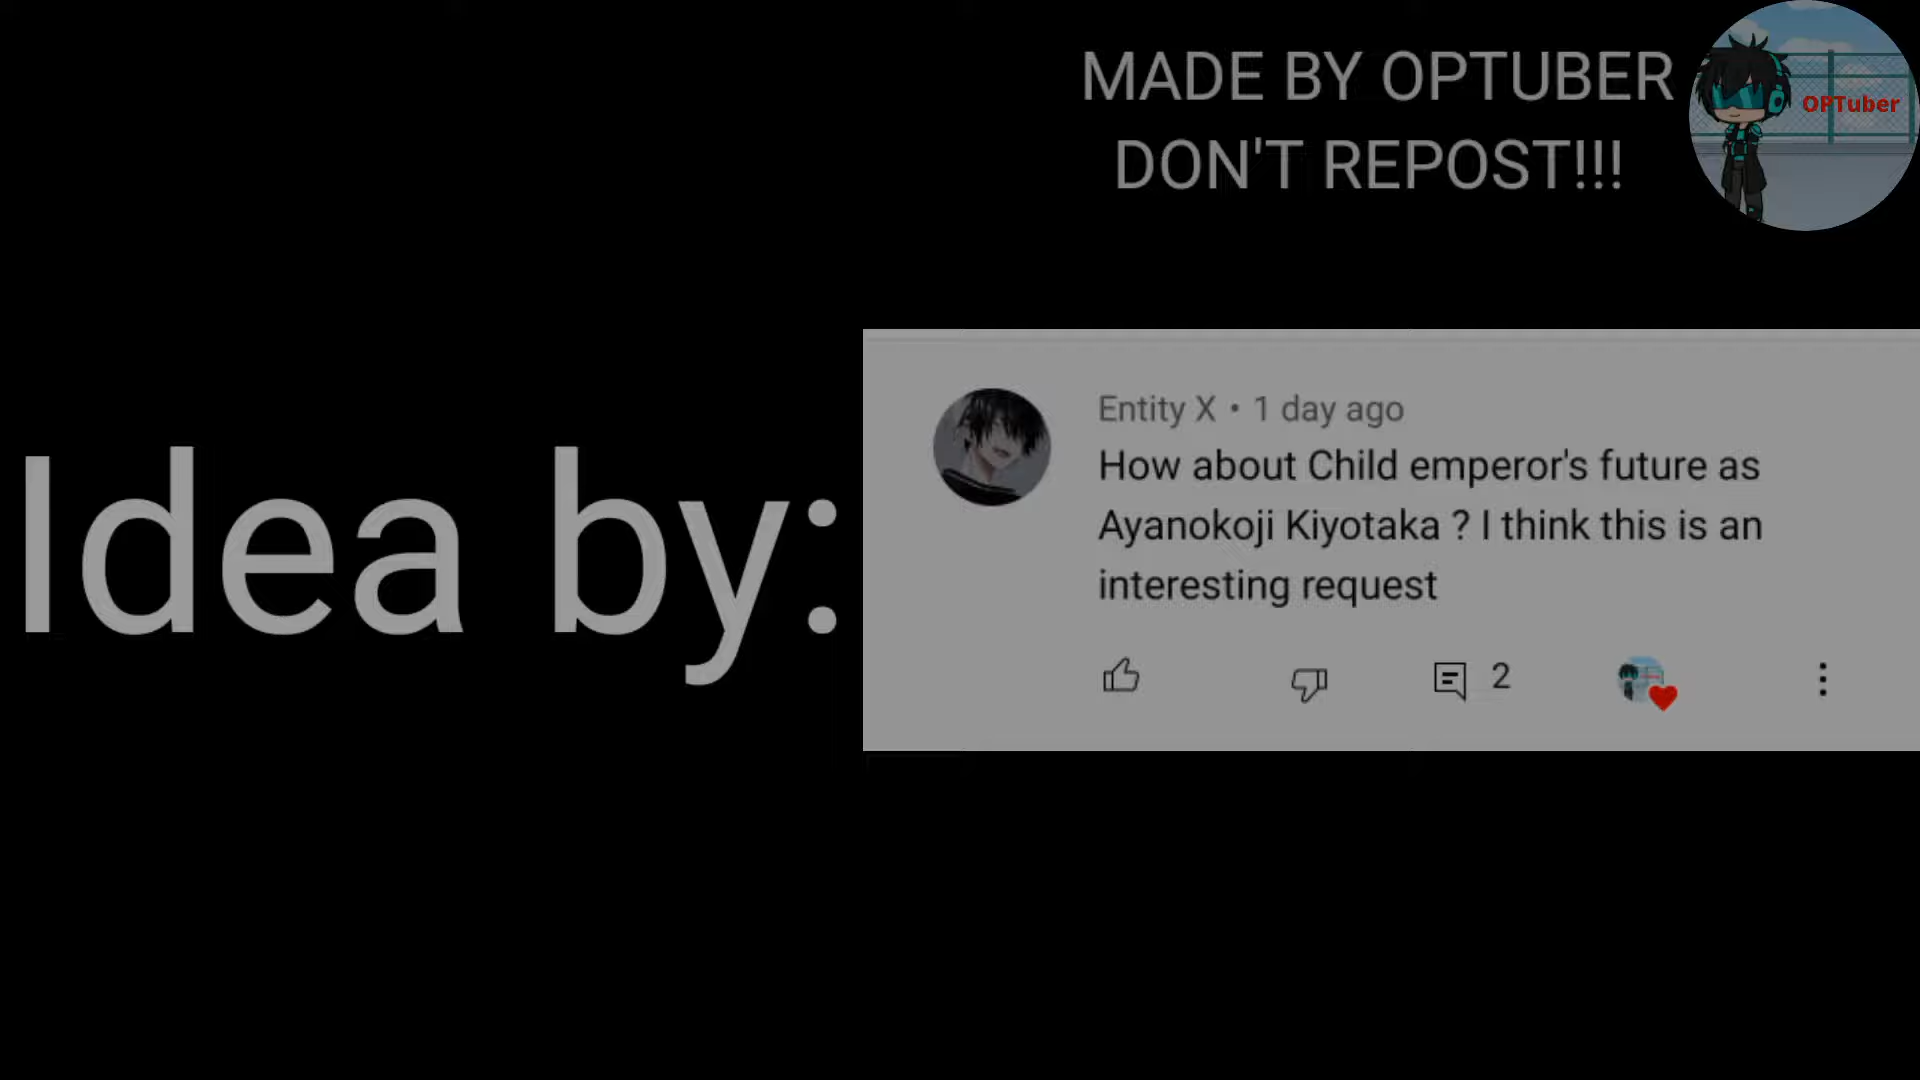 MADE BY OPTUBER
DON'T REPOST!!!
OPTuber
Idea by:
Entity X • 1 day ago
How about Child emperor's future as
Ayanokoji Kiyotaka ? I think this is an
interesting request
2